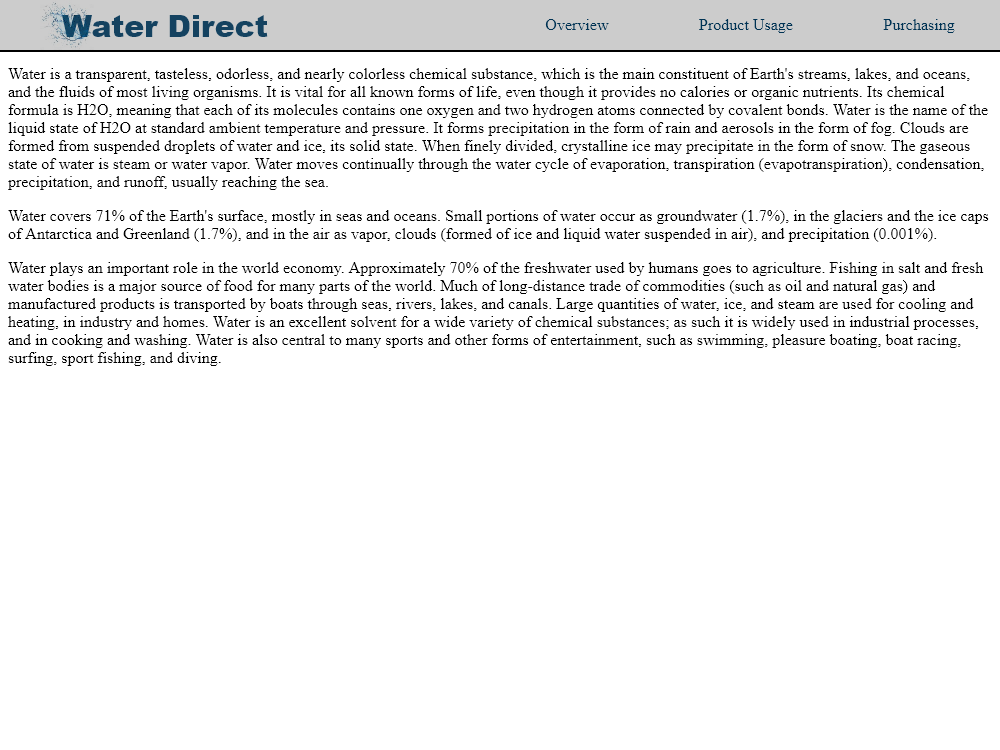 Water Direct
Overview
Product Usage
Purchasing
Water is a transparent, tasteless, odorless, and nearly colorless chemical substance, which is the main constituent of Earth's streams, lakes, and oceans,
and the fluids of most living organisms. It is vital for all known forms of life, even though it provides no calories or organic nutrients. Its chemical
formula is H2O, meaning that each of its molecules contains one oxygen and two hydrogen atoms connected by covalent bonds. Water is the name of the
liquid state of H2O at standard ambient temperature and pressure. It forms precipitation in the form of rain and aerosols in the form of fog. Clouds are
formed from suspended droplets of water and ice, its solid state. When finely divided, crystalline ice may precipitate in the form of snow. The gaseous
state of water is steam or water vapor. Water moves continually through the water cycle of evaporation, transpiration (evapotranspiration), condensation,
precipitation, and runoff, usually reaching the sea.
Water covers 71% of the Earth's surface, mostly in seas and oceans. Small portions of water occur as groundwater (1.7%), in the glaciers and the ice caps
of Antarctica and Greenland (1.7%), and in the air as vapor, clouds (formed of ice and liquid water suspended in air), and precipitation (0.001%).
Water plays an important role in the world economy. Approximately 70% of the freshwater used by humans goes to agriculture. Fishing in salt and fresh
water bodies is a major source of food for many parts of the world. Much of long-distance trade of commodities (such as oil and natural gas) and
manufactured products is transported by boats through seas, rivers, lakes, and canals. Large quantities of water, ice, and steam are used for cooling and
heating, in industry and homes. Water is an excellent solvent for a wide variety of chemical substances; as such it is widely used in industrial processes,
and in cooking and washing. Water is also central to many sports and other forms of entertainment, such as swimming, pleasure boating, boat racing,
surfing, sport fishing, and diving.